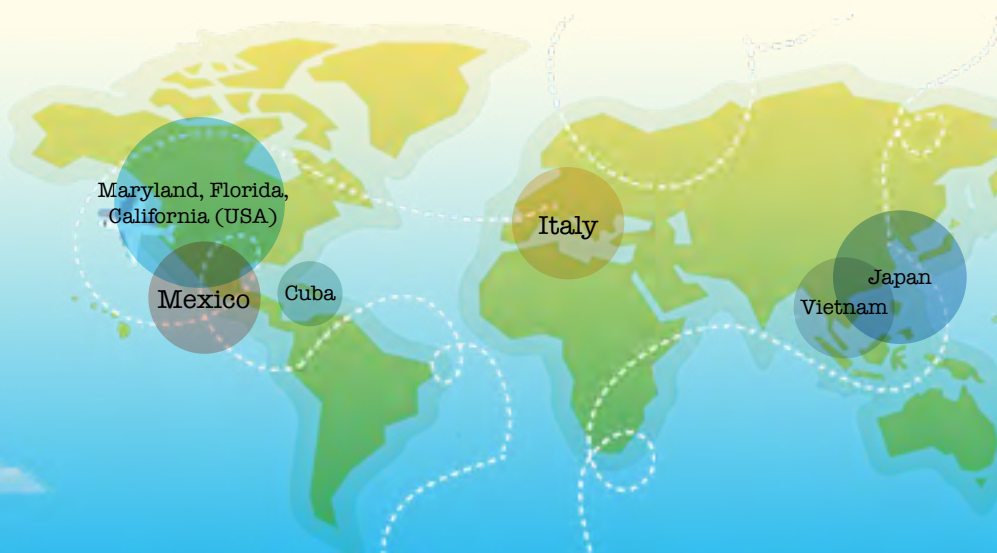 Maryland, Florida,
California (USA)
Mexico
Cuba
Italy
Japan
Vietnam